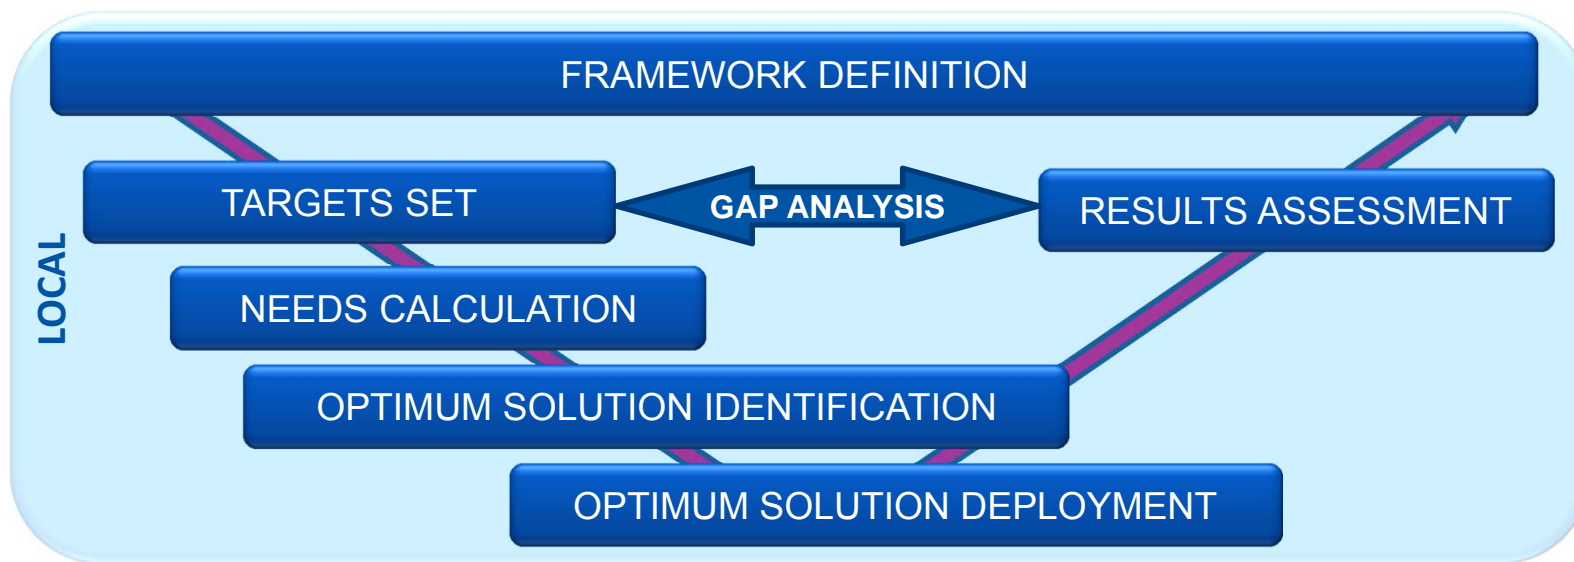 FRAMEWORK DEFINITION
TARGETS SET
GAP ANALYSIS
RESULTS ASSESSMENT
LOCAL
NEEDS CALCULATION
OPTIMUM SOLUTION IDENTIFICATION
OPTIMUM SOLUTION DEPLOYMENT